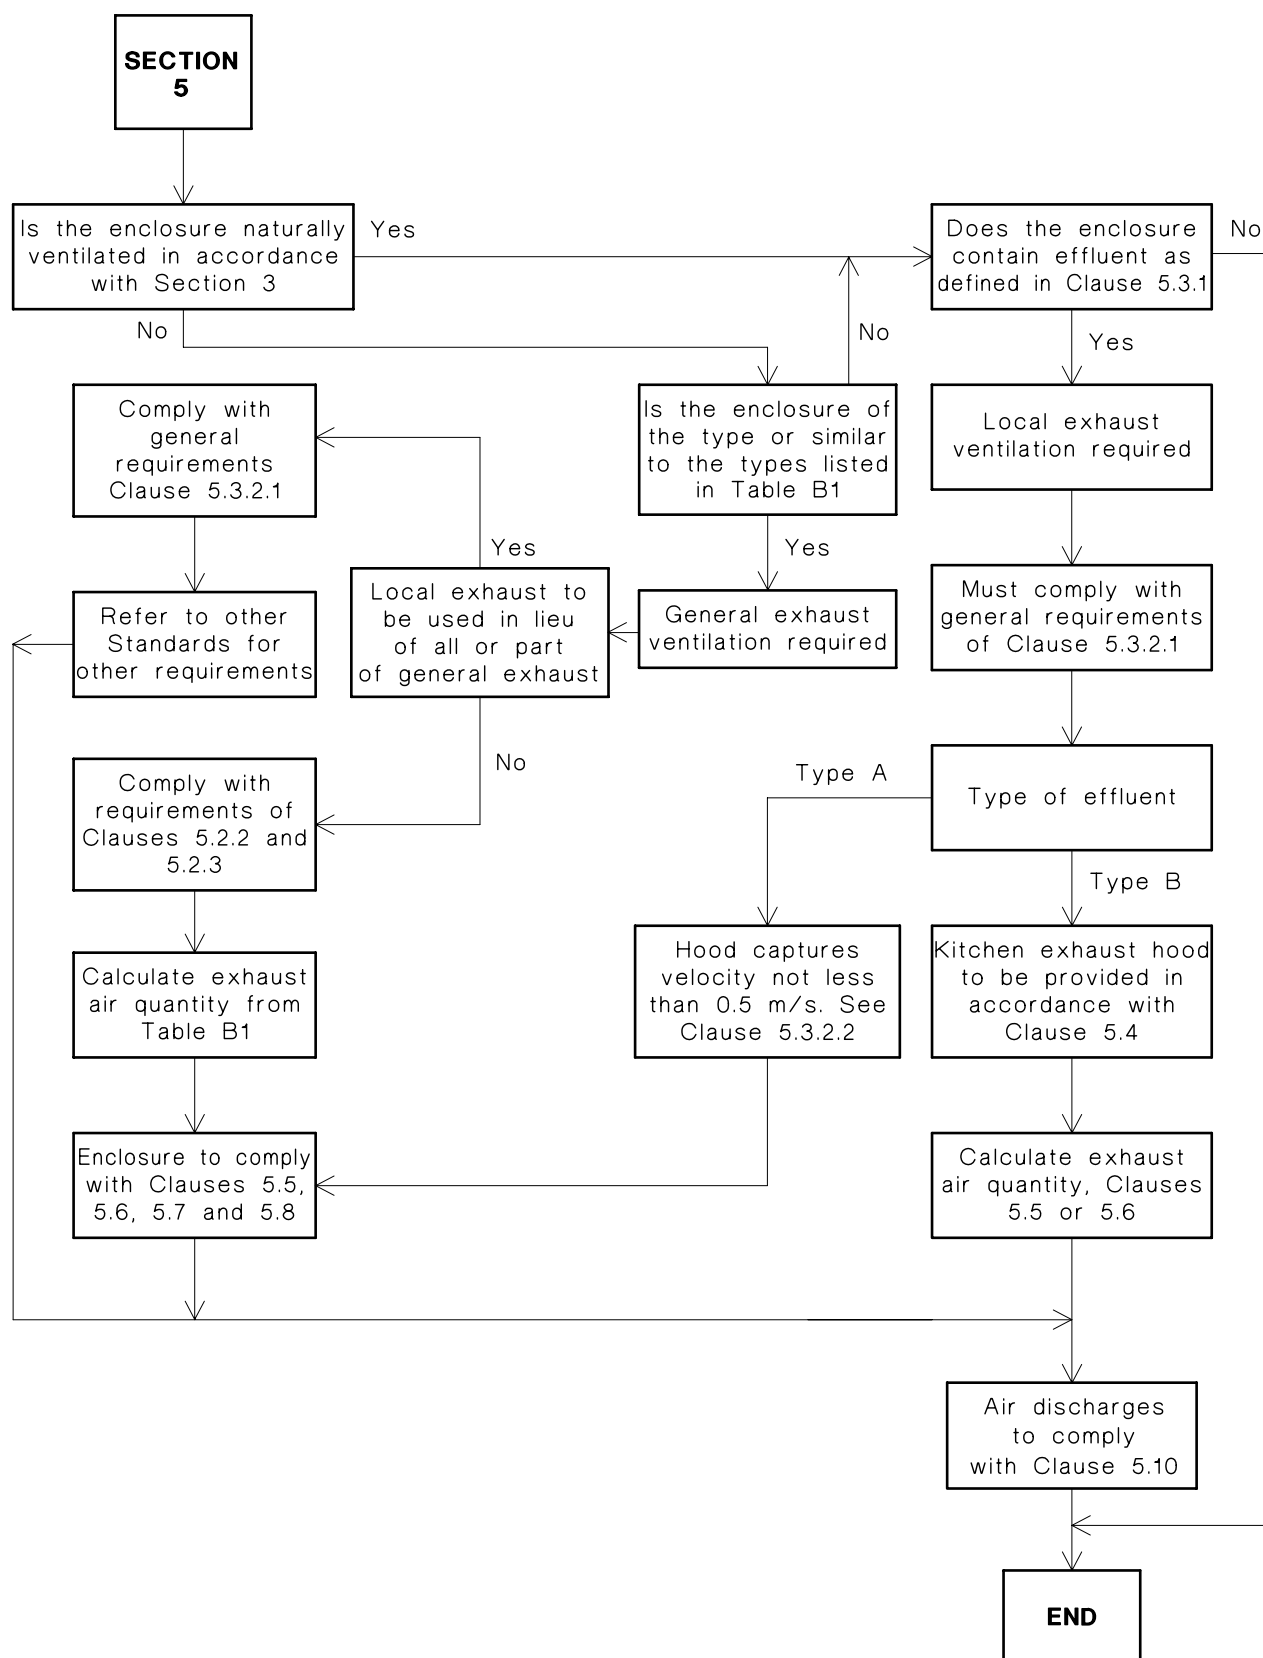 SECTION
5
Is the enclosure naturally
ventilated in accordance
with Section 3
Yes
Does the enclosure
contain effluent as
defined in Clause 5.3.1
No
No
No
Yes
Comply with
general
requirements
Clause 5.3.2.1
Is the enclosure of
the type or similar
to the types listed
in Table B1
Local exhaust
ventilation required
Yes
Yes
Refer to other
Standards for
other requirements
Local exhaust to
be used in lieu
of all or part
of general exhaust
General exhaust
ventilation required
Must comply with
general requirements
of Clause 5.3.2.1
No
Comply with
requirements of
Clauses 5.2.2 and
5.2.3
Type A
Type of effluent
Type B
Calculate exhaust
air quantity from
Table B1
Hood captures
velocity not less
than 0.5 m/s. See
Clause 5.3.2.2
Kitchen exhaust hood
to be provided in
accordance with
Clause 5.4
Enclosure to comply
with Clauses 5.5,
5.6, 5.7 and 5.8
Calculate exhaust
air quantity, Clauses
5.5 or 5.6
Air discharges
to comply
with Clause 5.10
END